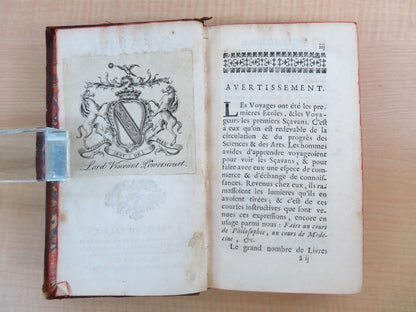 Lord Viscount Powerscourt.
iij
AVERTISSEMENT.
LEs Voyages ont été les pre-
mieres Ecoles, & les Voya-
geurs les premiers Sçavans. C'est
à eux qu'on est redevable de la
circulation & du progrès des
Sciences & des Arts. Les hommes
avides d'apprendre voyagoient
pour voir les Sçavans, & pour
faire avec eux une espece de com-
merce & d'échange de connois-
sances. Revenus chez eux, ils ra-
massoient les lumieres qu'ils en
avoient tirées; & c'est de ces
courses instructives que sont ve-
nues ces expressions, encore en
usage parmi nous: Faire un cours
de Philosophie, un cours de Mede-
cine, &c.
Le grand nombre de Livres
a ij